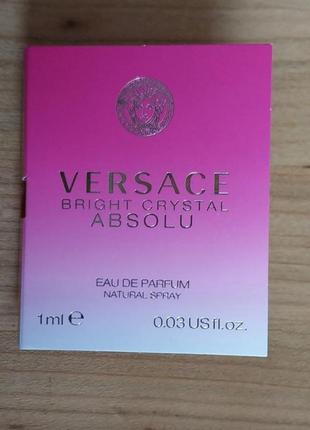 VERSACE
BRIGHT CRYSTAL
ABSOLU
EAU DE PARFUM
NATURAL SPRAY
1ml ℮ 0.03 US fl.oz.